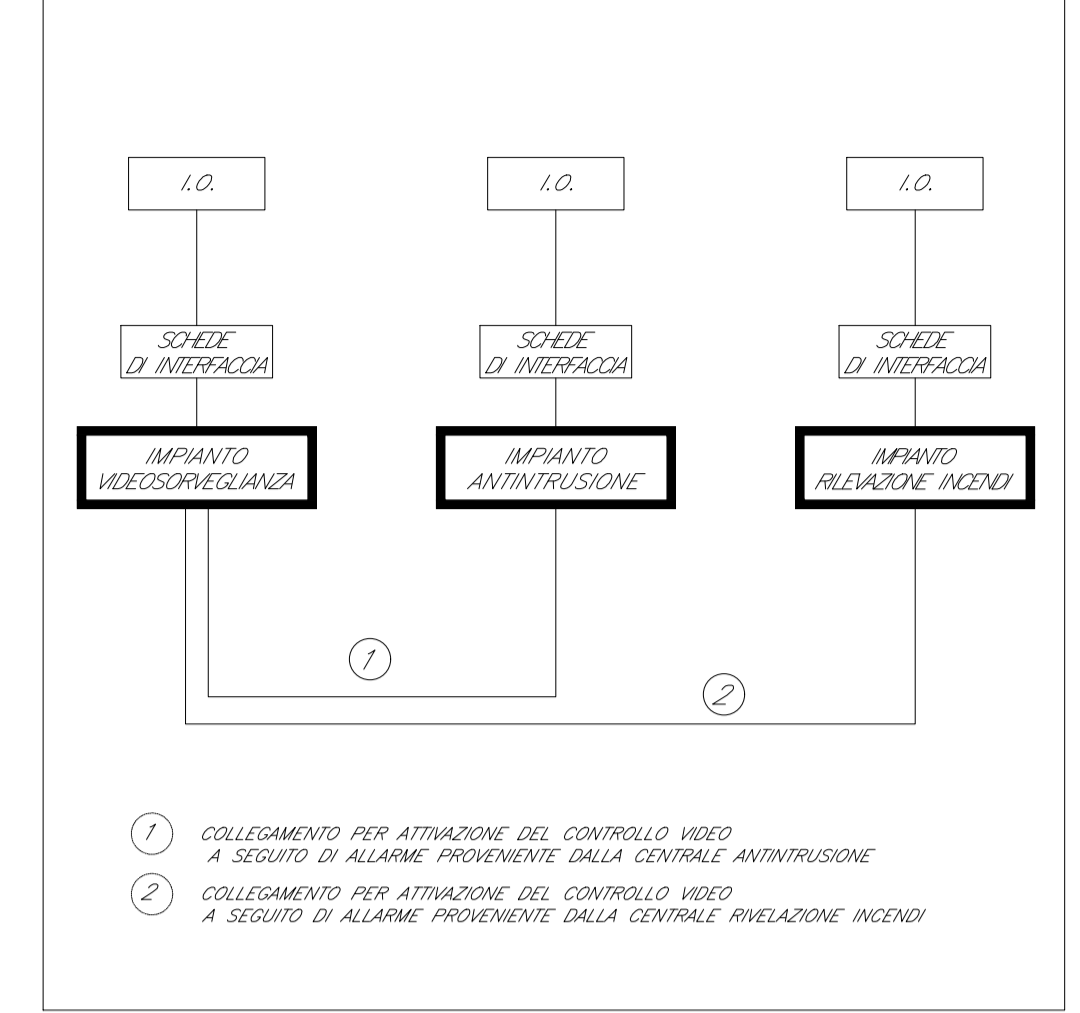 I.O.
I.O.
I.O.
SCHEDE
DI INTERFACCIA
SCHEDE
DI INTERFACCIA
SCHEDE
DI INTERFACCIA
IMPIANTO
VIDEOSORVEGLIANZA
IMPIANTO
ANTINTRUSIONE
IMPIANTO
RILEVAZIONE INCENDI
1
2
1 COLLEGAMENTO PER ATTIVAZIONE DEL CONTROLLO VIDEO
A SEGUITO DI ALLARME PROVENIENTE DALLA CENTRALE ANTINTRUSIONE
2 COLLEGAMENTO PER ATTIVAZIONE DEL CONTROLLO VIDEO
A SEGUITO DI ALLARME PROVENIENTE DALLA CENTRALE RIVELAZIONE INCENDI